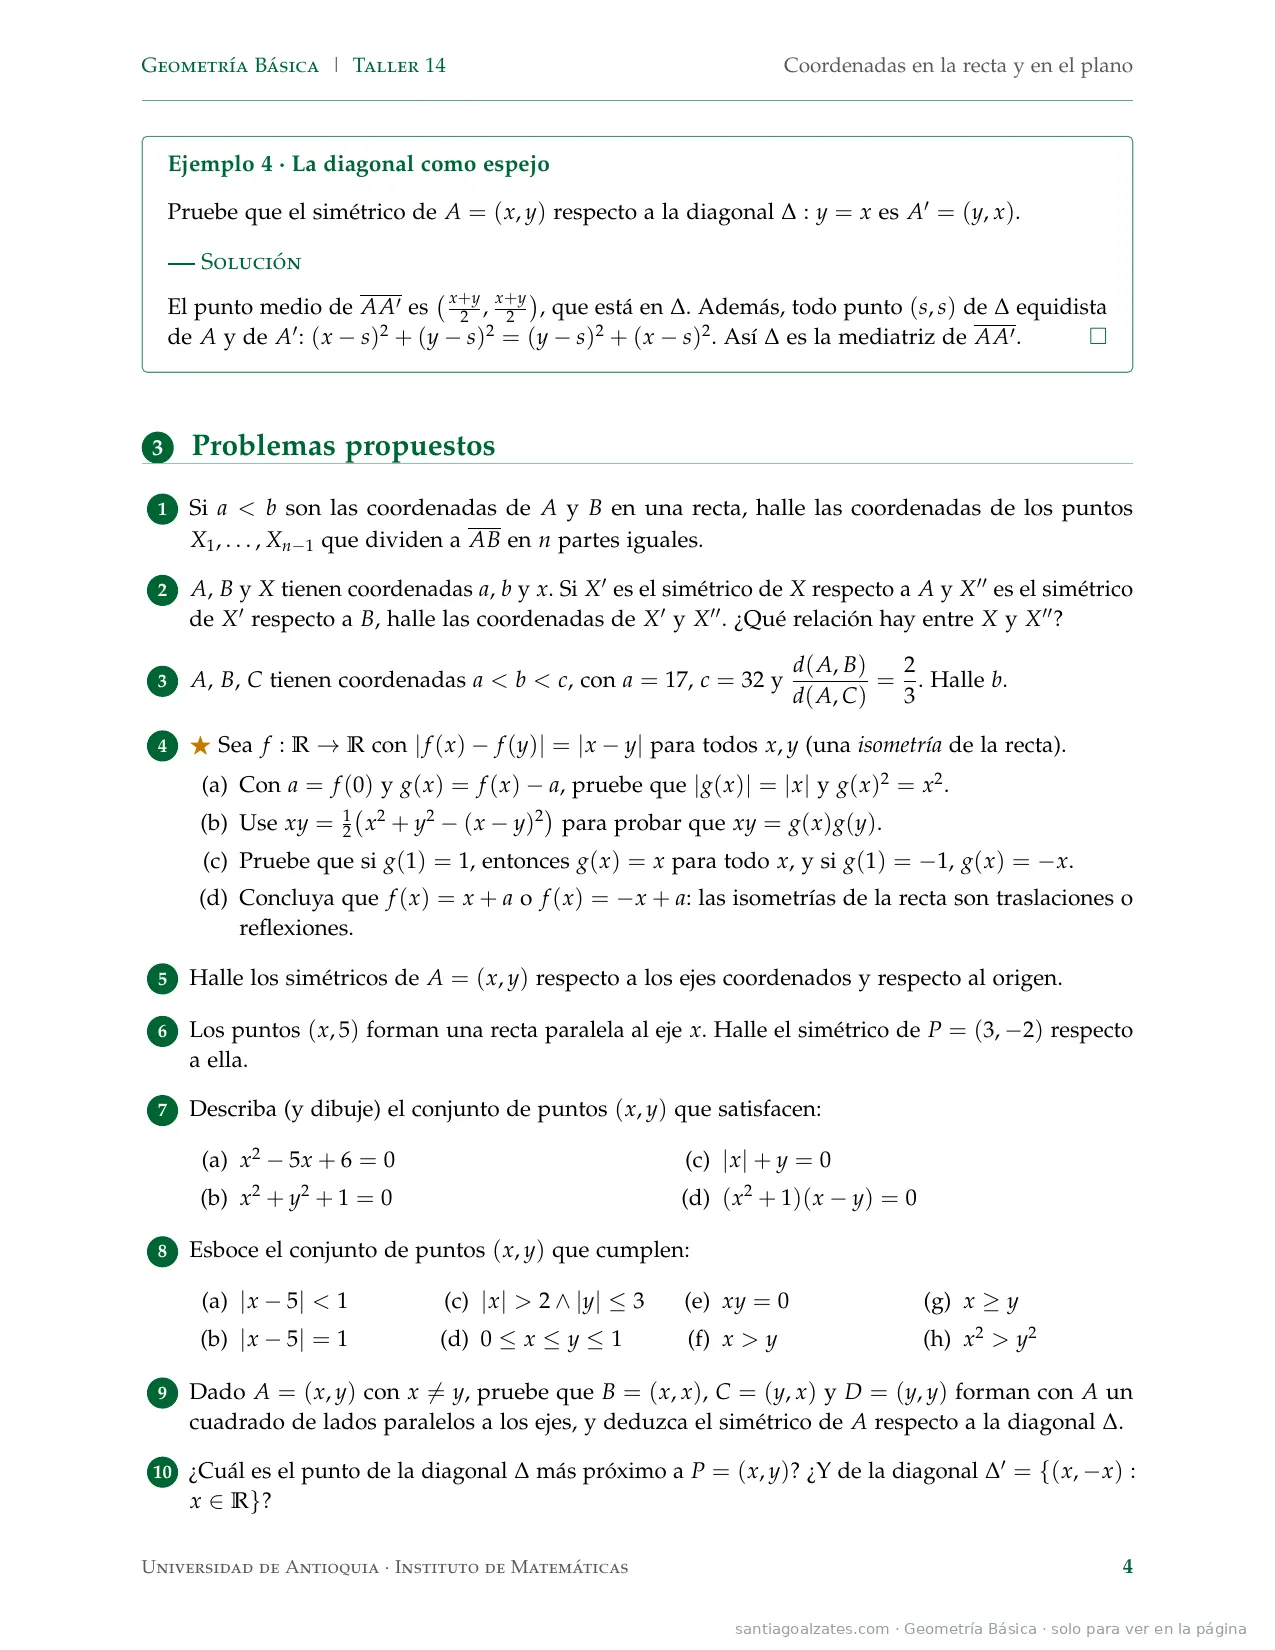 Geometría Básica | Taller 14 Coordenadas en la recta y en el plano
Ejemplo 4 · La diagonal como espejo
Pruebe que el simétrico de A = (x, y) respecto a la diagonal Δ : y = x es A′ = (y, x).
— Solución
El punto medio de \overline{AA′} es (\frac{x+y}{2}, \frac{x+y}{2}), que está en Δ. Además, todo punto (s, s) de Δ equidista
de A y de A′: (x − s)² + (y − s)² = (y − s)² + (x − s)². Así Δ es la mediatriz de \overline{AA′}. □
3 Problemas propuestos
1 Si a < b son las coordenadas de A y B en una recta, halle las coordenadas de los puntos
X₁, . . . , Xₙ₋₁ que dividen a \overline{AB} en n partes iguales.
2 A, B y X tienen coordenadas a, b y x. Si X′ es el simétrico de X respecto a A y X″ es el simétrico
de X′ respecto a B, halle las coordenadas de X′ y X″. ¿Qué relación hay entre X y X″?
3 A, B, C tienen coordenadas a < b < c, con a = 17, c = 32 y \frac{d(A, B)}{d(A, C)} = \frac{2}{3}. Halle b.
4 ★ Sea f : ℝ → ℝ con |f(x) − f(y)| = |x − y| para todos x, y (una isometría de la recta).
(a) Con a = f(0) y g(x) = f(x) − a, pruebe que |g(x)| = |x| y g(x)² = x².
(b) Use xy = \frac{1}{2}(x² + y² − (x − y)²) para probar que xy = g(x)g(y).
(c) Pruebe que si g(1) = 1, entonces g(x) = x para todo x, y si g(1) = −1, g(x) = −x.
(d) Concluya que f(x) = x + a o f(x) = −x + a: las isometrías de la recta son traslaciones o
reflexiones.
5 Halle los simétricos de A = (x, y) respecto a los ejes coordenados y respecto al origen.
6 Los puntos (x, 5) forman una recta paralela al eje x. Halle el simétrico de P = (3, −2) respecto
a ella.
7 Describa (y dibuje) el conjunto de puntos (x, y) que satisfacen:
(a) x² − 5x + 6 = 0 (c) |x| + y = 0
(b) x² + y² + 1 = 0 (d) (x² + 1)(x − y) = 0
8 Esboce el conjunto de puntos (x, y) que cumplen:
(a) |x − 5| < 1 (c) |x| > 2 ∧ |y| ≤ 3 (e) xy = 0 (g) x ≥ y
(b) |x − 5| = 1 (d) 0 ≤ x ≤ y ≤ 1 (f) x > y (h) x² > y²
9 Dado A = (x, y) con x ≠ y, pruebe que B = (x, x), C = (y, x) y D = (y, y) forman con A un
cuadrado de lados paralelos a los ejes, y deduzca el simétrico de A respecto a la diagonal Δ.
10 ¿Cuál es el punto de la diagonal Δ más próximo a P = (x, y)? ¿Y de la diagonal Δ′ = {(x, −x) :
x ∈ ℝ}?
Universidad de Antioquia · Instituto de Matemáticas 4
santiagoalzates.com · Geometría Básica · solo para ver en la página